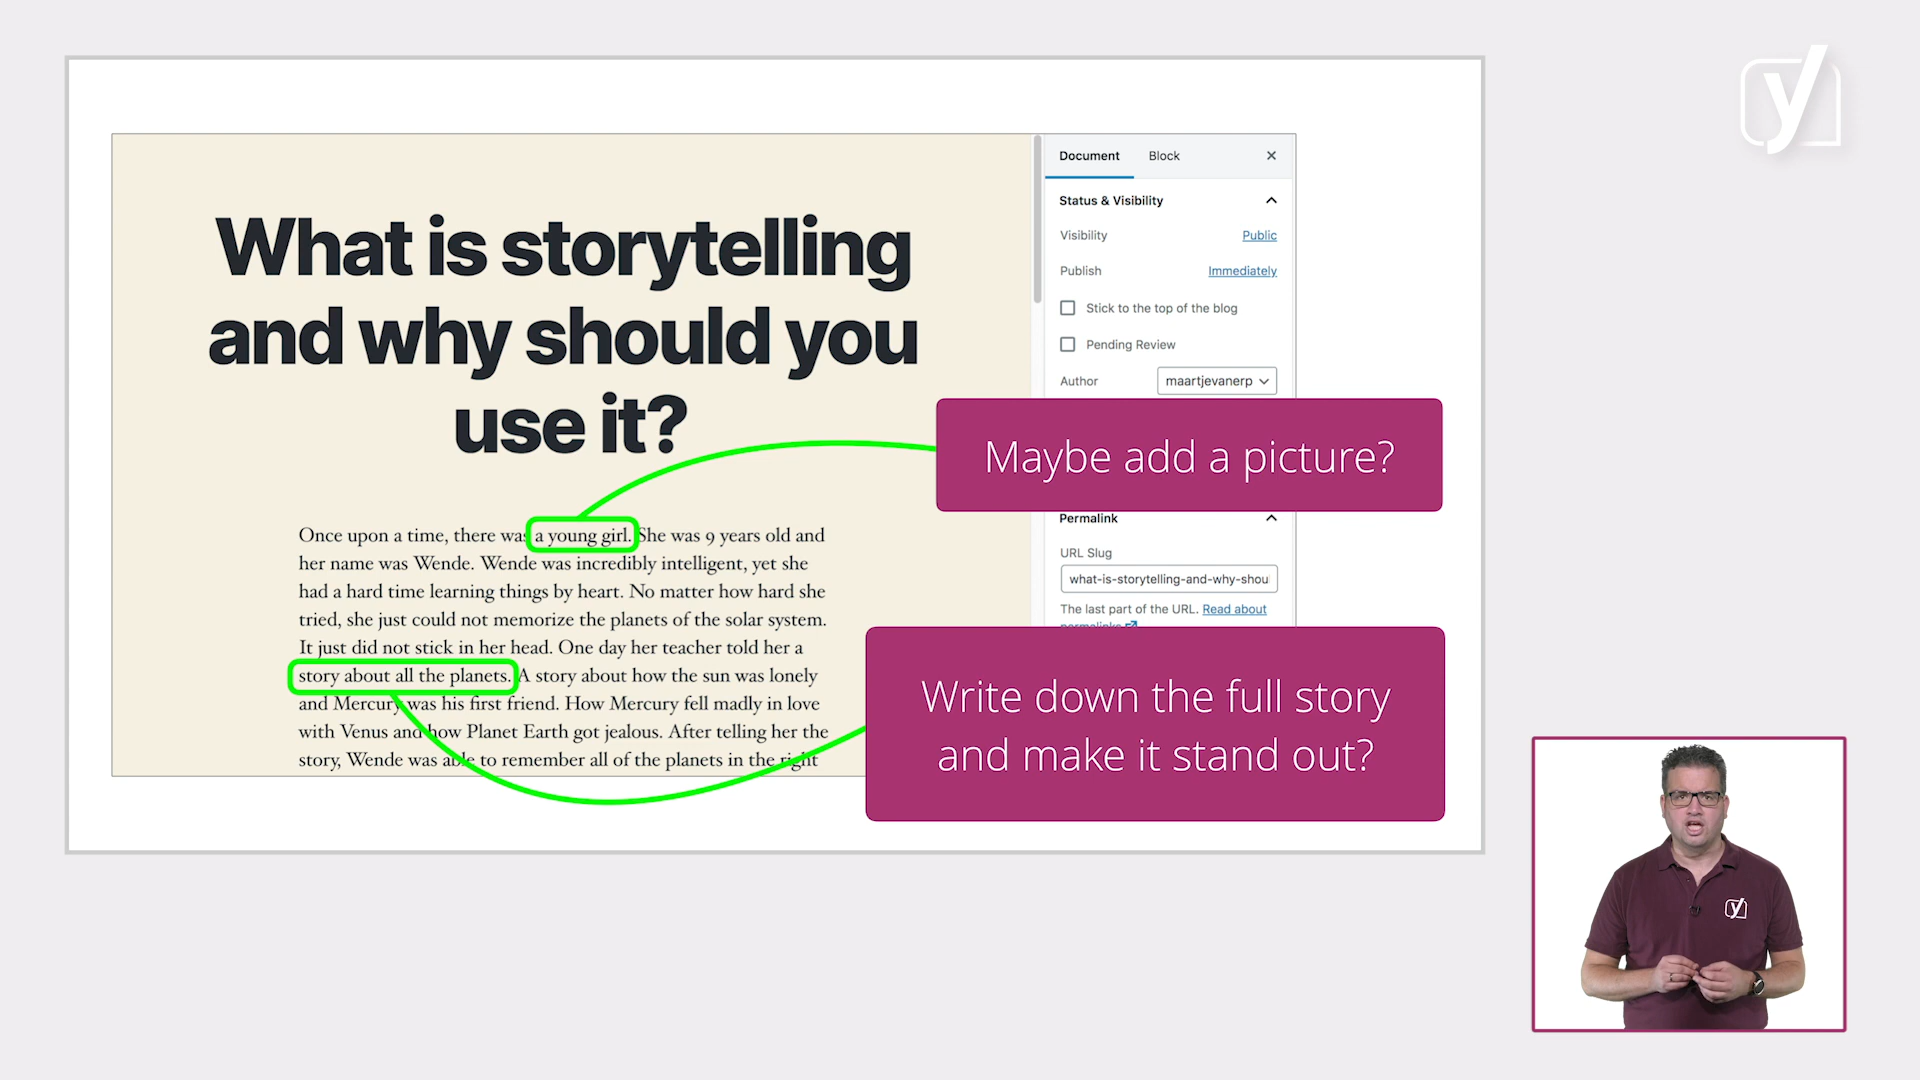 What is storytelling
and why should you
use it?
Once upon a time, there was a young girl. She was 9 years old and
her name was Wende. Wende was incredibly intelligent, yet she
had a hard time learning things by heart. No matter how hard she
tried, she just could not memorize the planets of the solar system.
It just did not stick in her head. One day her teacher told her a
story about all the planets. A story about how the sun was lonely
and Mercury was his first friend. How Mercury fell madly in love
with Venus and how Planet Earth got jealous. After telling her the
story, Wende was able to remember all of the planets in the right
Document Block
Status & Visibility
Visibility Public
Publish Immediately
Stick to the top of the blog
Pending Review
Author maartjevanerp
Maybe add a picture?
Permalink
URL Slug
what-is-storytelling-and-why-shou
The last part of the URL. Read about
permalinks
Write down the full story
and make it stand out?
y
y